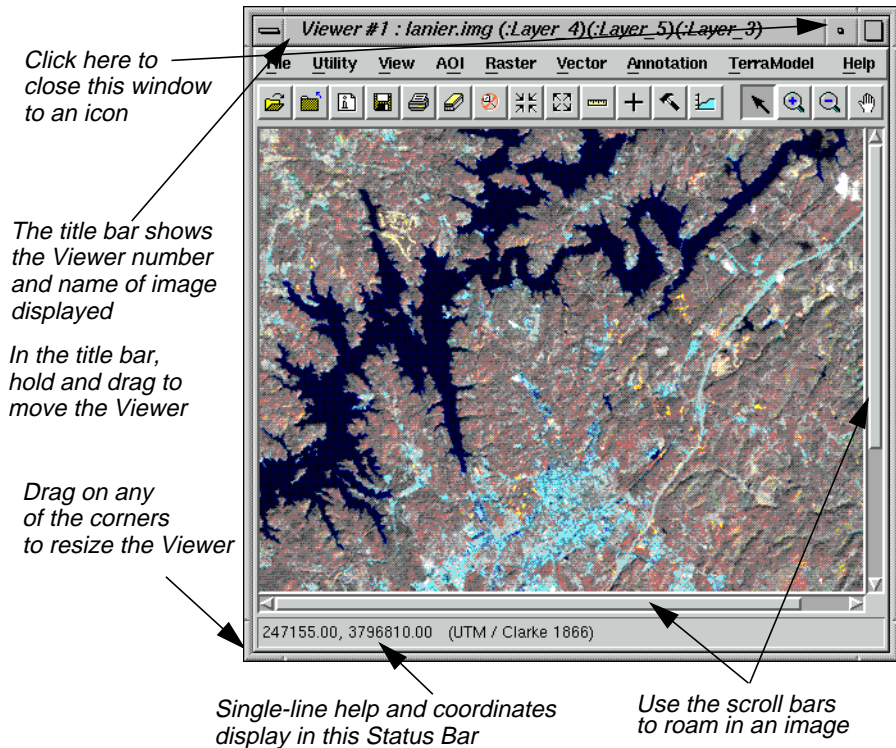 Viewer #1 : lanier.img (:Layer_4)(:Layer_5)(:Layer_3)
File Utility View AOI Raster Vector Annotation TerraModel Help
Click here to
close this window
to an icon
The title bar shows
the Viewer number
and name of image
displayed
In the title bar,
hold and drag to
move the Viewer
Drag on any
of the corners
to resize the Viewer
247155.00, 3796810.00 (UTM / Clarke 1866)
Single-line help and coordinates
display in this Status Bar
Use the scroll bars
to roam in an image